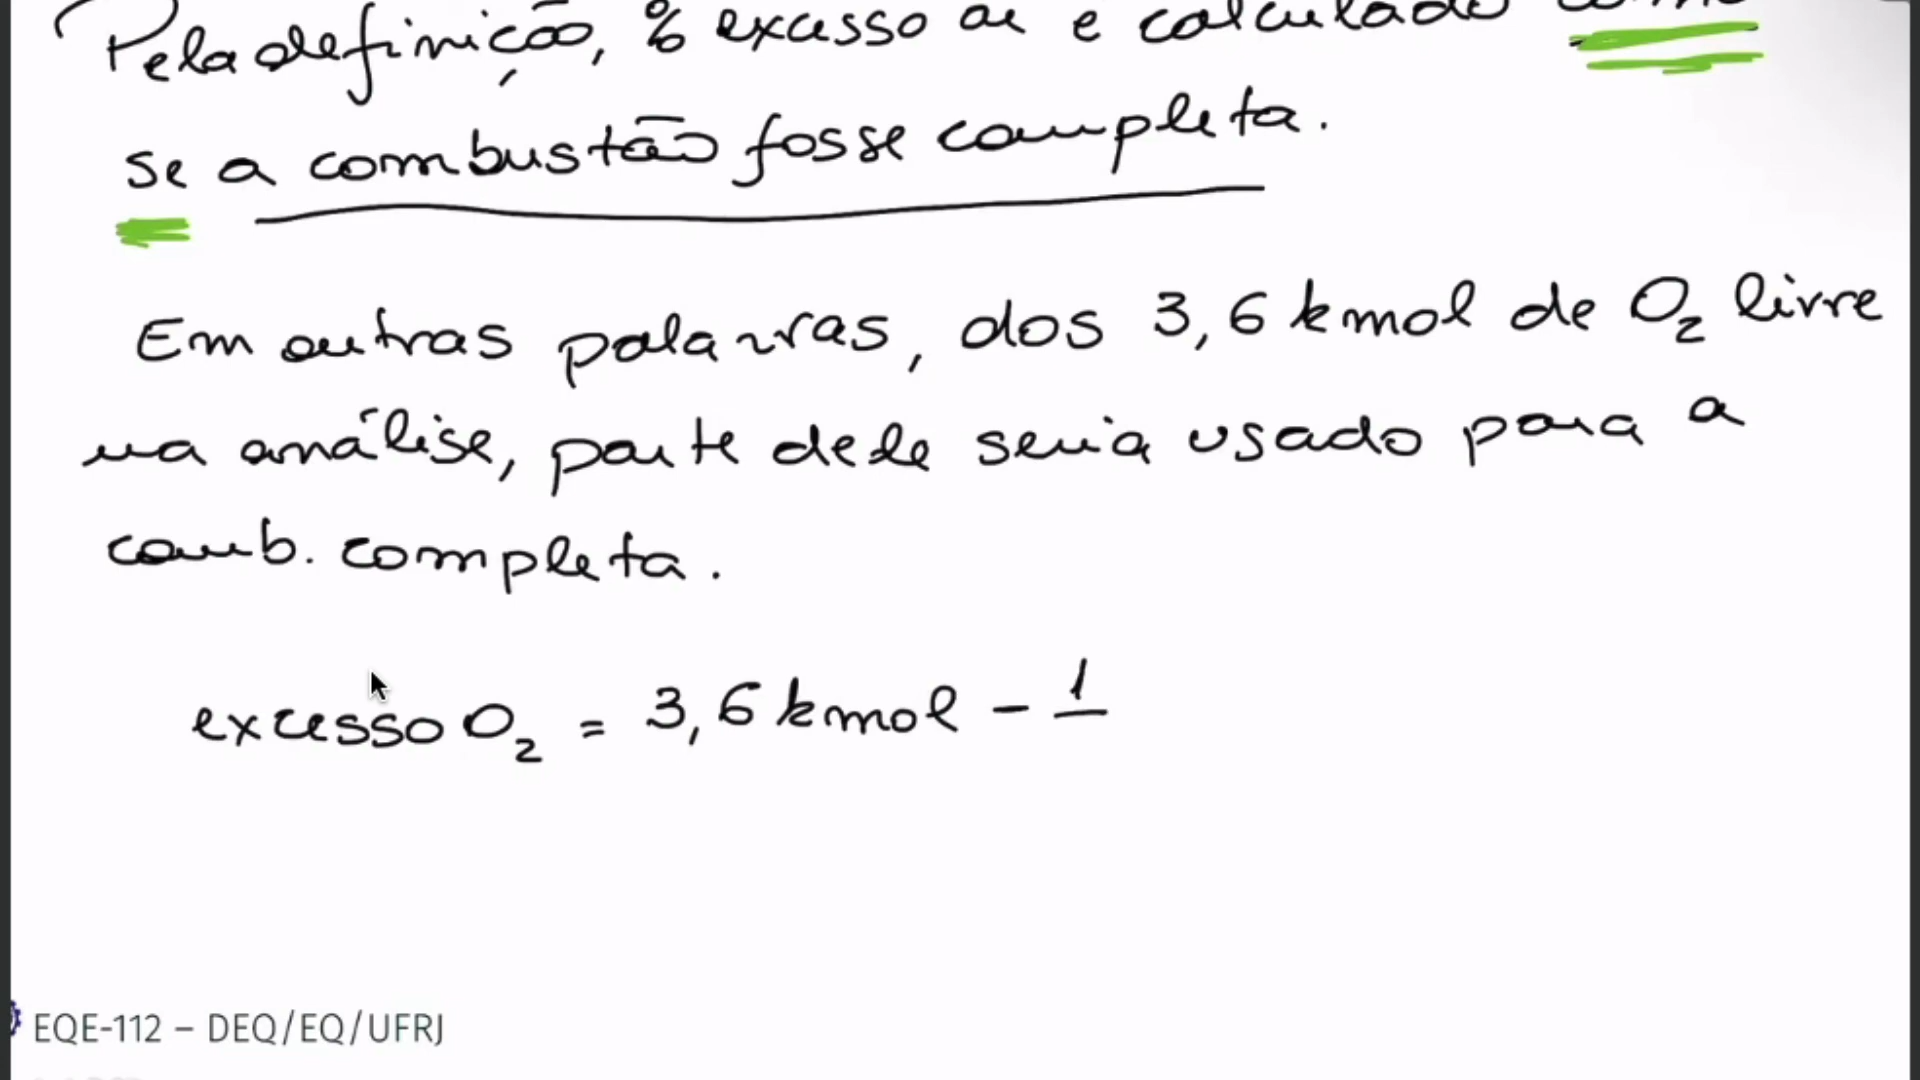 Pela definição, % excesso ar é calculado como
se a combustão fosse completa.
Em outras palavras, dos 3,6 kmol de O₂ livre
na análise, parte dele seria usado para a
comb. completa.
excesso O₂ = 3,6 kmol - 1
EQE-112 – DEQ/EQ/UFRJ